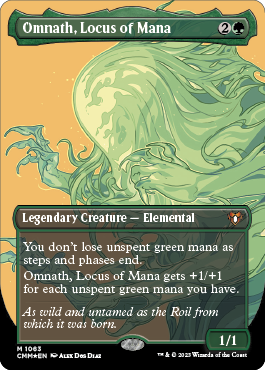 Omnath, Locus of Mana 2
Legendary Creature — Elemental
You don't lose unspent green mana as
steps and phases end.
Omnath, Locus of Mana gets +1/+1
for each unspent green mana you have.
As wild and untamed as the Roil from
which it was born.
1/1
M 1063
CMM★EN ALEX DOS DIAZ
™ & © 2023 Wizards of the Coast